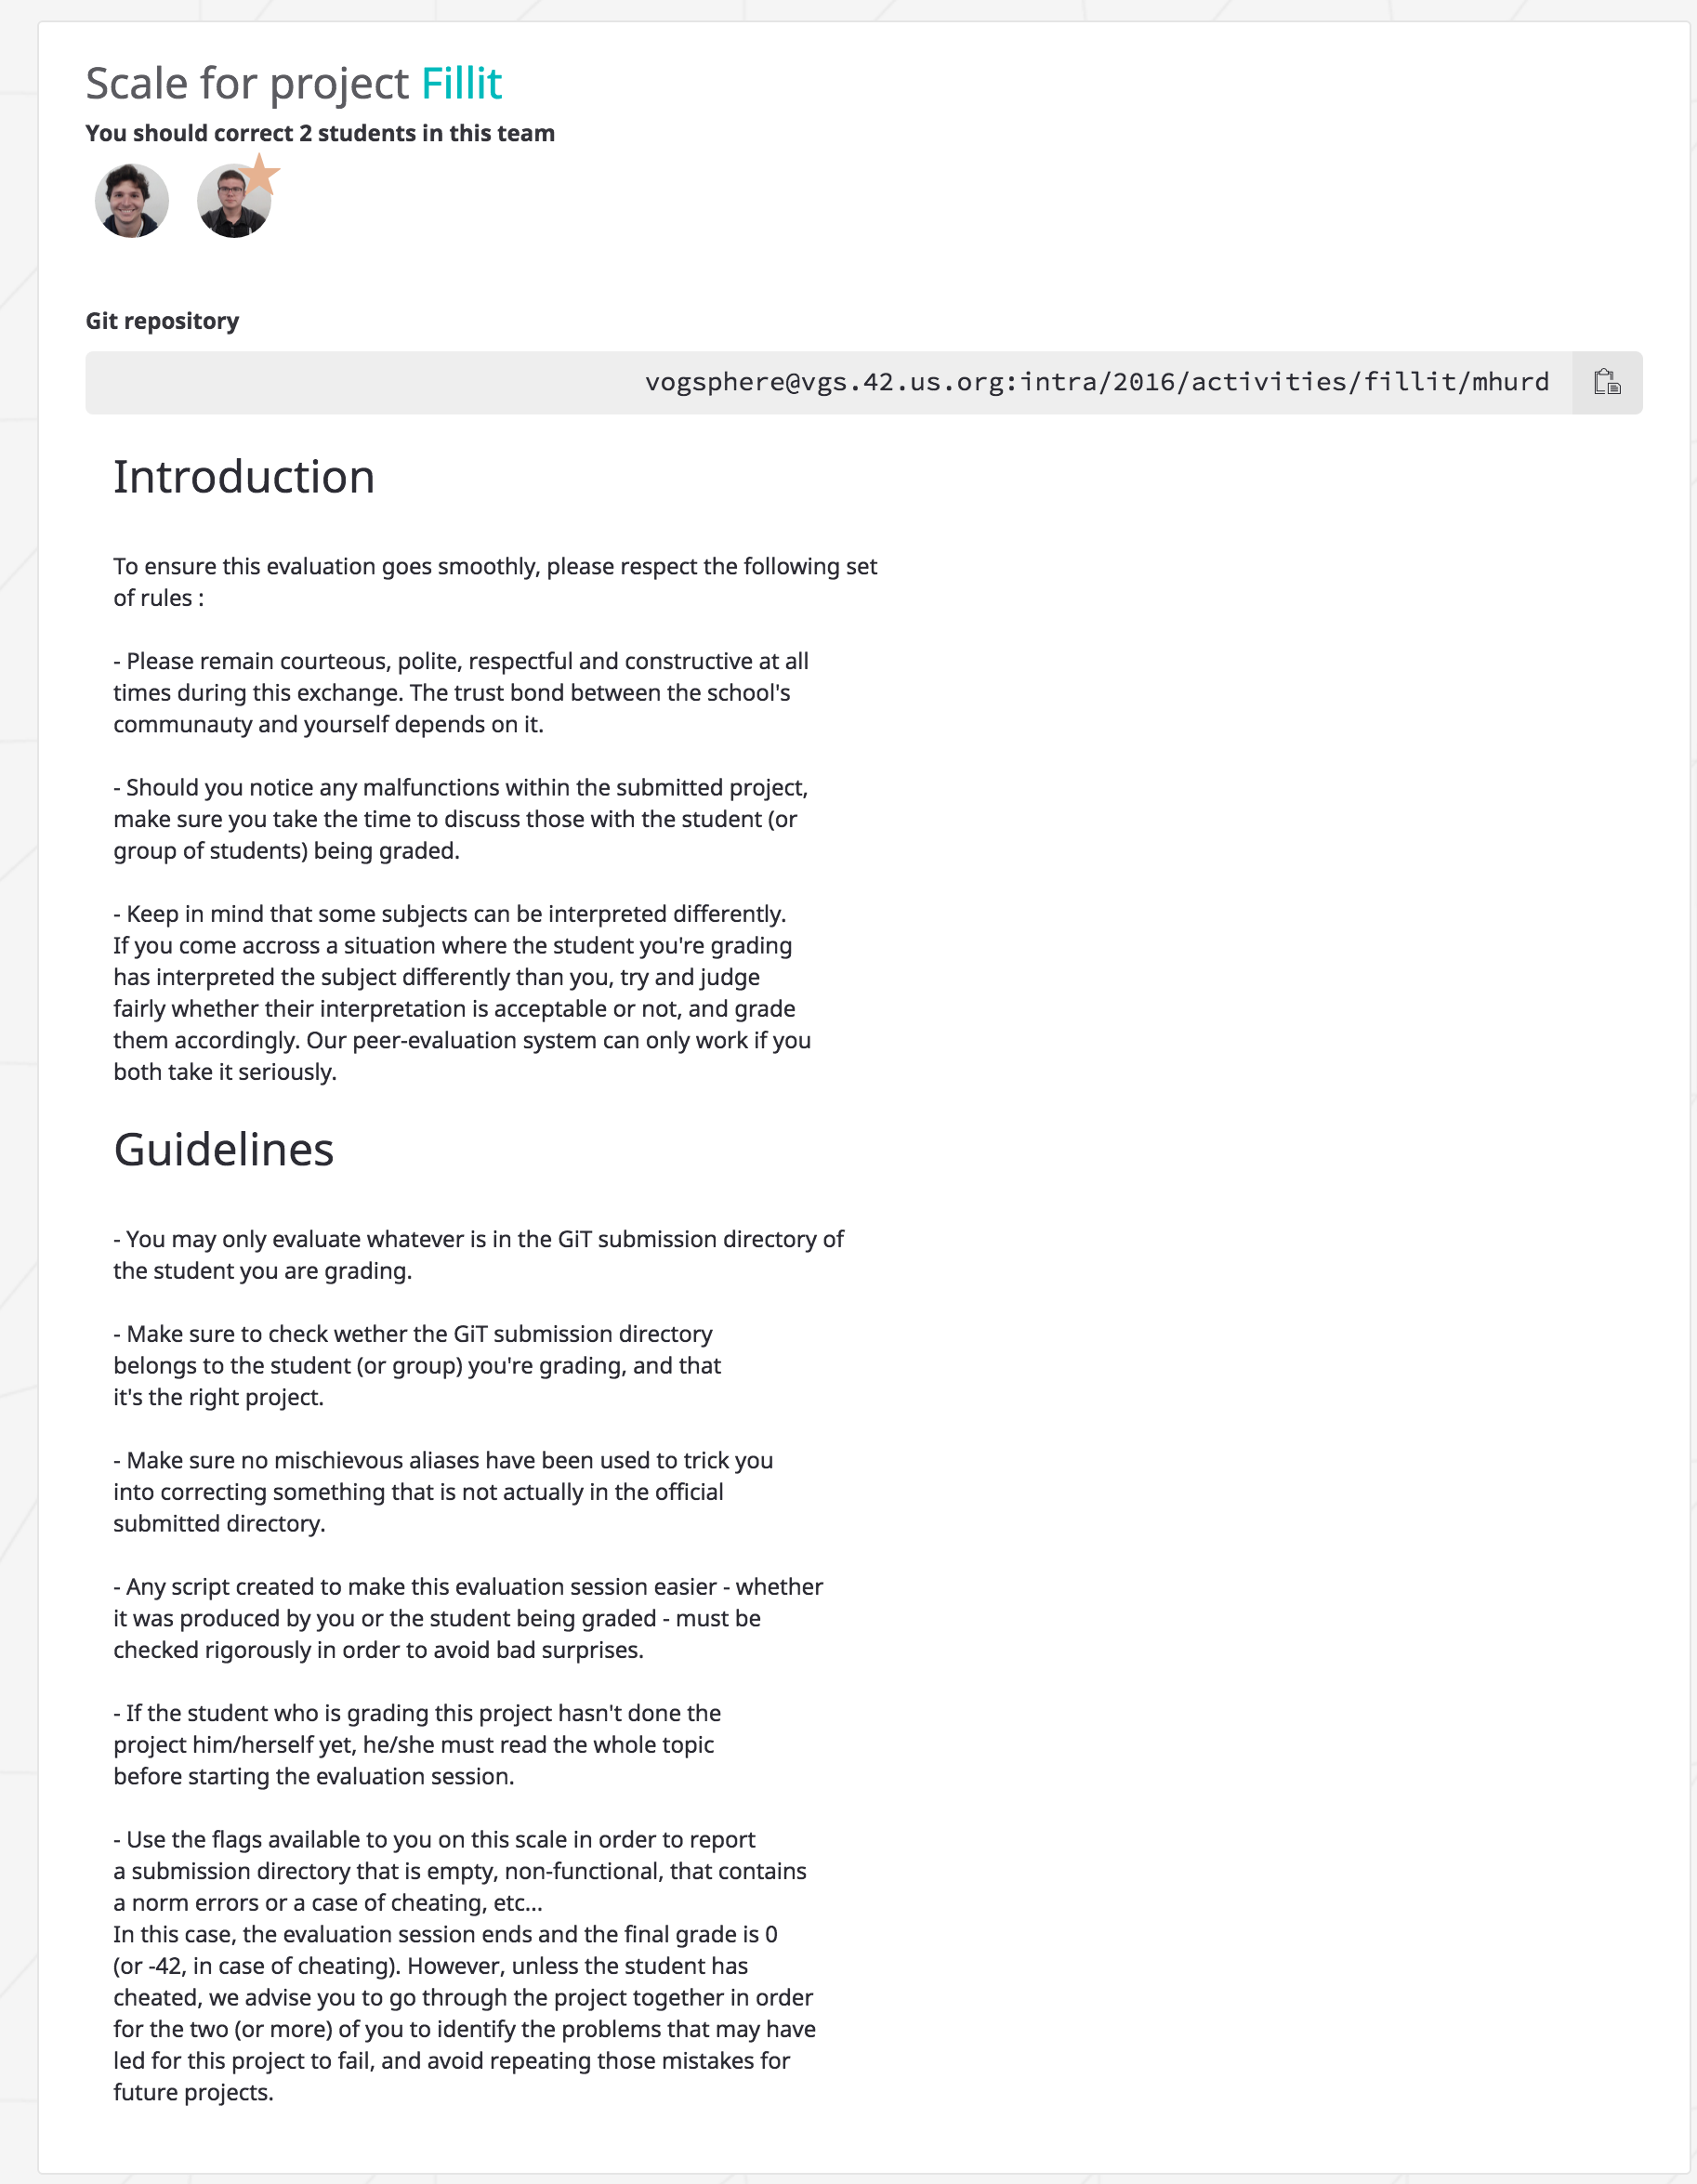 Scale for project Fillit
You should correct 2 students in this team
Git repository
vogsphere@vgs.42.us.org:intra/2016/activities/fillit/mhurd
Introduction
To ensure this evaluation goes smoothly, please respect the following set
of rules :
- Please remain courteous, polite, respectful and constructive at all
times during this exchange. The trust bond between the school's
communauty and yourself depends on it.
- Should you notice any malfunctions within the submitted project,
make sure you take the time to discuss those with the student (or
group of students) being graded.
- Keep in mind that some subjects can be interpreted differently.
If you come accross a situation where the student you're grading
has interpreted the subject differently than you, try and judge
fairly whether their interpretation is acceptable or not, and grade
them accordingly. Our peer-evaluation system can only work if you
both take it seriously.
Guidelines
- You may only evaluate whatever is in the GiT submission directory of
the student you are grading.
- Make sure to check wether the GiT submission directory
belongs to the student (or group) you're grading, and that
it's the right project.
- Make sure no mischievous aliases have been used to trick you
into correcting something that is not actually in the official
submitted directory.
- Any script created to make this evaluation session easier - whether
it was produced by you or the student being graded - must be
checked rigorously in order to avoid bad surprises.
- If the student who is grading this project hasn't done the
project him/herself yet, he/she must read the whole topic
before starting the evaluation session.
- Use the flags available to you on this scale in order to report
a submission directory that is empty, non-functional, that contains
a norm errors or a case of cheating, etc...
In this case, the evaluation session ends and the final grade is 0
(or -42, in case of cheating). However, unless the student has
cheated, we advise you to go through the project together in order
for the two (or more) of you to identify the problems that may have
led for this project to fail, and avoid repeating those mistakes for
future projects.